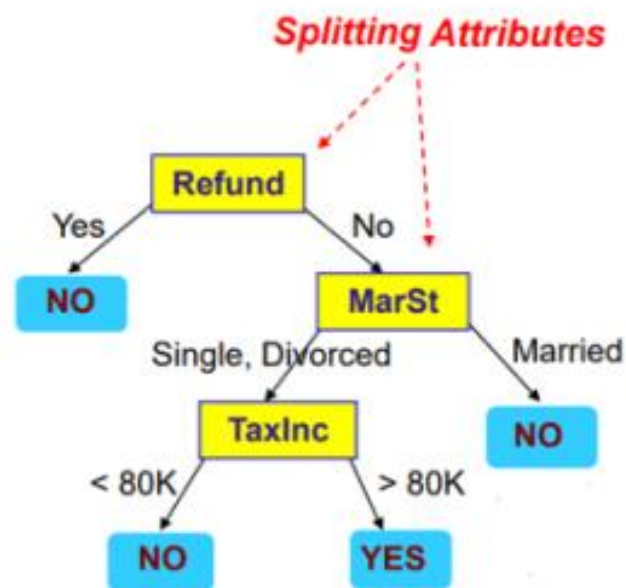 Splitting Attributes
Refund
Yes
No
NO
MarSt
Single, Divorced
Married
TaxInc
NO
< 80K
> 80K
NO
YES